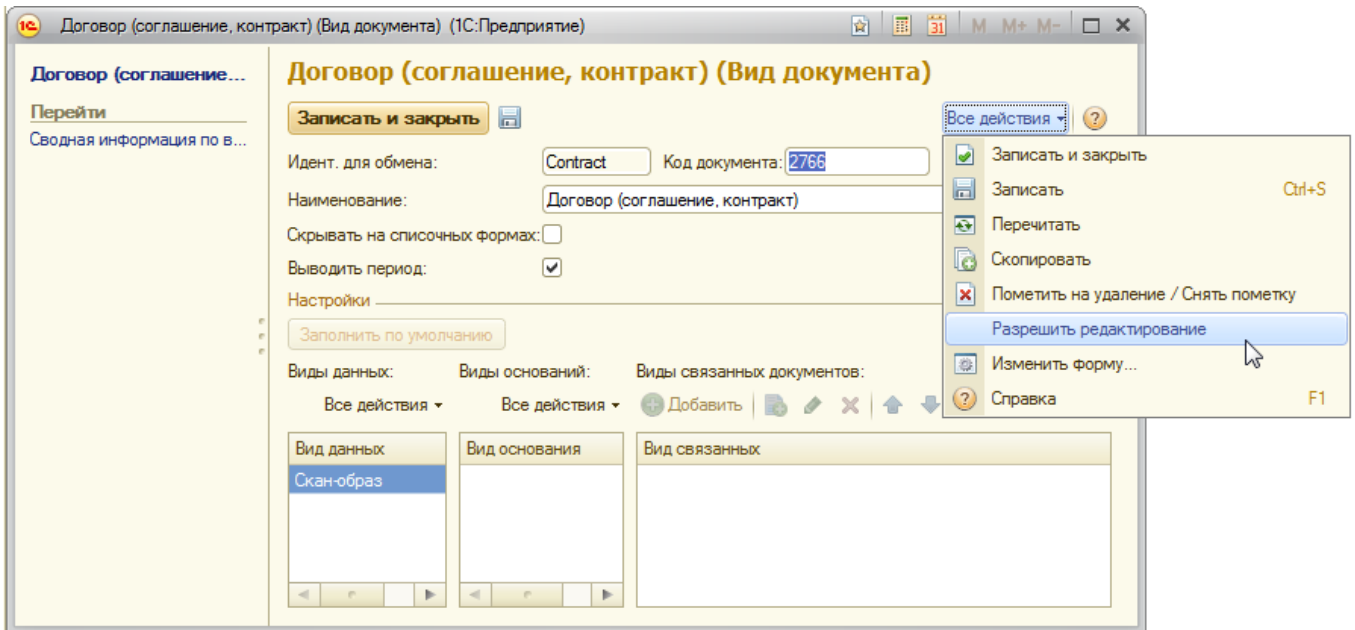 Договор (соглашение, контракт) (Вид документа) (1С:Предприятие)
31 M M+ M-
Договор (соглашение...
Перейти
Сводная информация по в...
Договор (соглашение, контракт) (Вид документа)
Записать и закрыть
Все действия
Идент. для обмена: Contract Код документа: 2766
Наименование: Договор (соглашение, контракт)
Скрывать на списочных формах:
Выводить период:
Настройки
Заполнить по умолчанию
Виды данных: Виды оснований: Виды связанных документов:
Все действия Все действия Добавить
Вид данных Вид основания Вид связанных
Скан-образ
Записать и закрыть
Записать Ctrl+S
Перечитать
Скопировать
Пометить на удаление / Снять пометку
Разрешить редактирование
Изменить форму...
Справка F1